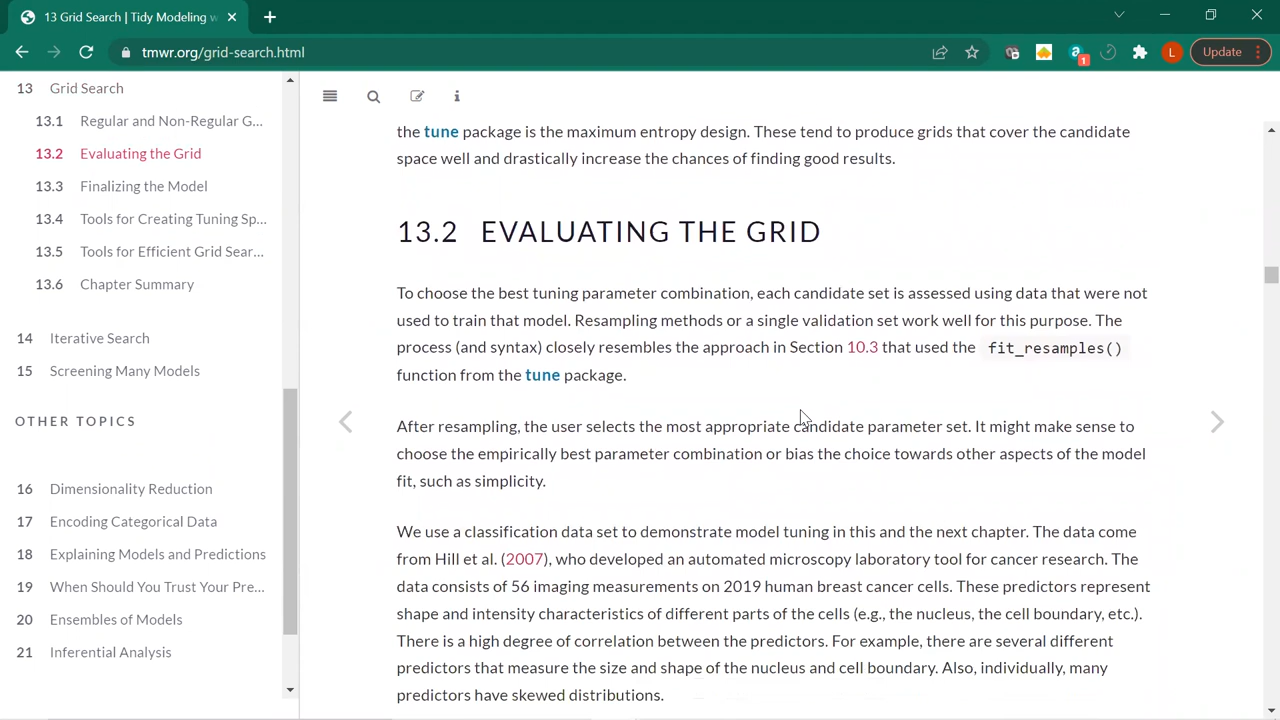 13 Grid Search | Tidy Modeling w
tmwr.org/grid-search.html
1
L
Update
13 Grid Search
13.1 Regular and Non-Regular G...
13.2 Evaluating the Grid
13.3 Finalizing the Model
13.4 Tools for Creating Tuning Sp...
13.5 Tools for Efficient Grid Sear...
13.6 Chapter Summary
14 Iterative Search
15 Screening Many Models
OTHER TOPICS
16 Dimensionality Reduction
17 Encoding Categorical Data
18 Explaining Models and Predictions
19 When Should You Trust Your Pre...
20 Ensembles of Models
21 Inferential Analysis
the tune package is the maximum entropy design. These tend to produce grids that cover the candidate
space well and drastically increase the chances of finding good results.
13.2 EVALUATING THE GRID
To choose the best tuning parameter combination, each candidate set is assessed using data that were not
used to train that model. Resampling methods or a single validation set work well for this purpose. The
process (and syntax) closely resembles the approach in Section 10.3 that used the fit_resamples()
function from the tune package.
After resampling, the user selects the most appropriate candidate parameter set. It might make sense to
choose the empirically best parameter combination or bias the choice towards other aspects of the model
fit, such as simplicity.
We use a classification data set to demonstrate model tuning in this and the next chapter. The data come
from Hill et al. (2007), who developed an automated microscopy laboratory tool for cancer research. The
data consists of 56 imaging measurements on 2019 human breast cancer cells. These predictors represent
shape and intensity characteristics of different parts of the cells (e.g., the nucleus, the cell boundary, etc.).
There is a high degree of correlation between the predictors. For example, there are several different
predictors that measure the size and shape of the nucleus and cell boundary. Also, individually, many
predictors have skewed distributions.